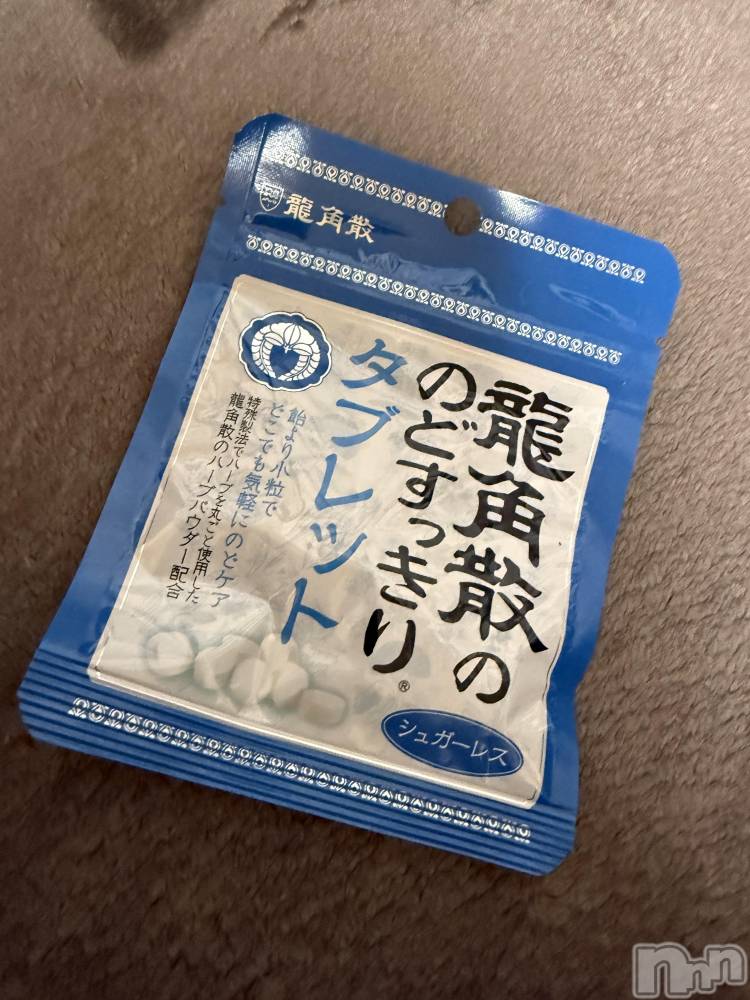 龍角散
龍角散の
のどすっきり®
タブレット
飴より小粒で
どこでも気軽にのどケア
特殊製法でハーブを丸ごと使用した
龍角散のハーブパウダー配合
シュガーレス
nnn